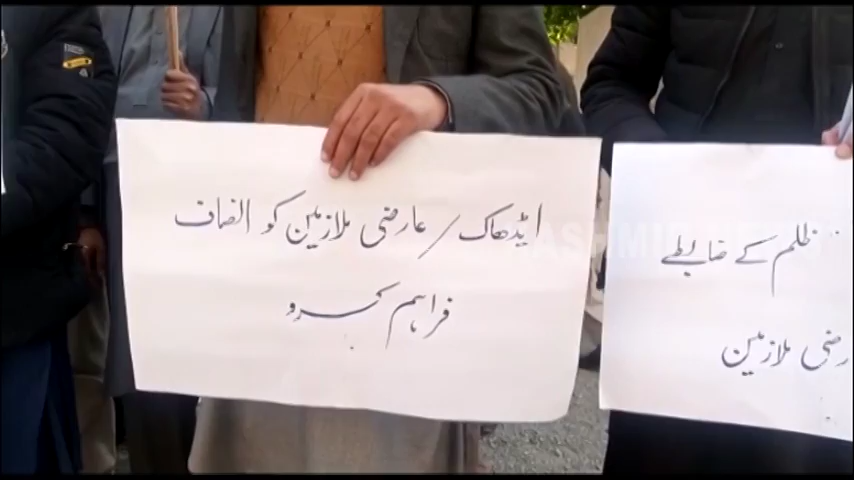 ایڈھاک / عارضی ملازمین کو انصاف
فراہم کرو
ظلم کے ضابطے
رضی ملازمین